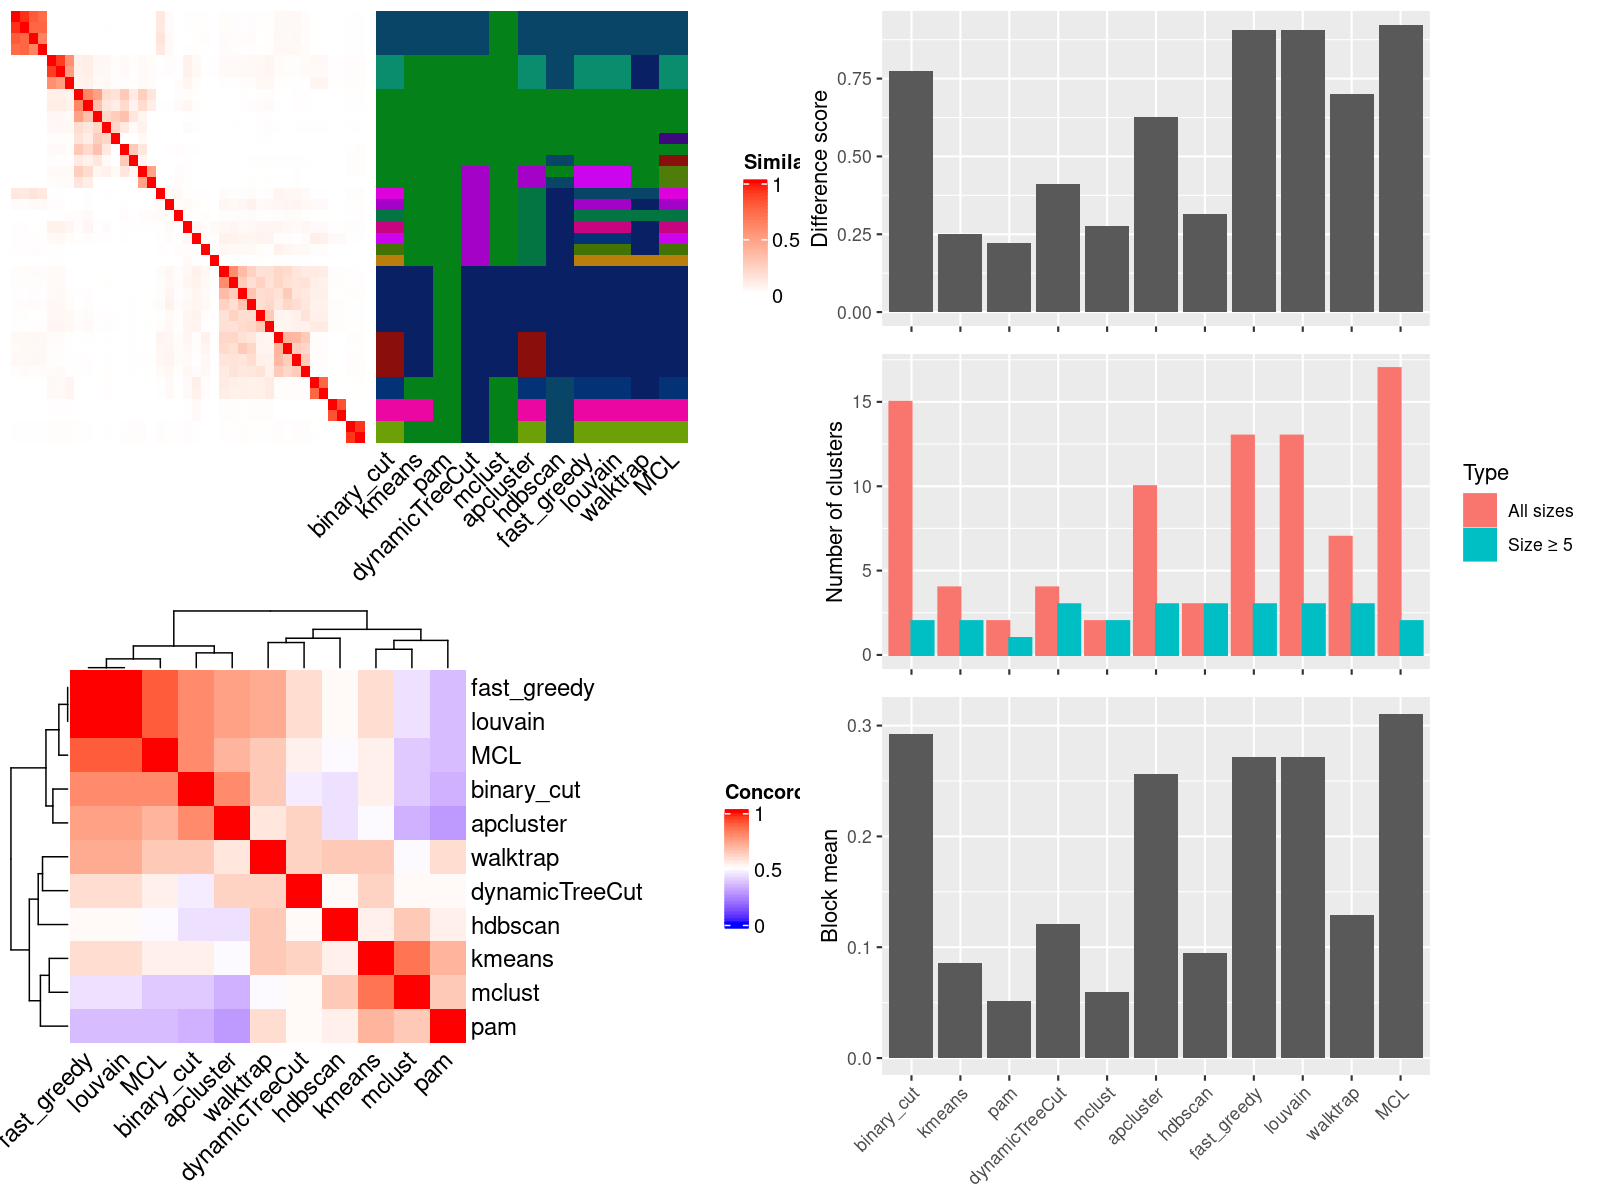 Simila
1
0.5
0
binary_cut
kmeans
pam
dynamicTreeCut
mclust
apcluster
hdbscan
fast_greedy
louvain
walktrap
MCL
fast_greedy
louvain
MCL
binary_cut
apcluster
walktrap
dynamicTreeCut
hdbscan
kmeans
mclust
pam
Concord
1
0.5
0
fast_greedy
louvain
MCL
binary_cut
apcluster
walktrap
dynamicTreeCut
hdbscan
kmeans
mclust
pam
Difference score
0.75
0.50
0.25
0.00
Number of clusters
15
10
5
0
Type
All sizes
Size ≥ 5
Block mean
0.3
0.2
0.1
0.0
binary_cut
kmeans
pam
dynamicTreeCut
mclust
apcluster
hdbscan
fast_greedy
louvain
walktrap
MCL